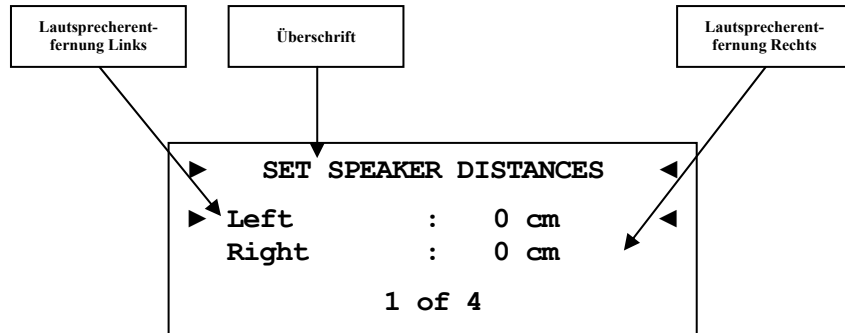 Lautsprecherent-
fernung Links
Überschrift
Lautsprecherent-
fernung Rechts
► SET SPEAKER DISTANCES ◄
► Left : 0 cm ◄
Right : 0 cm
1 of 4